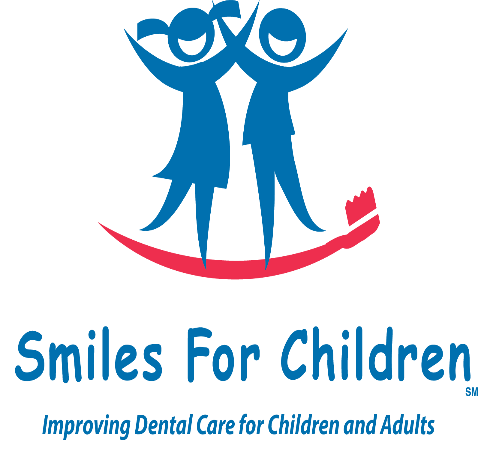 Smiles For Children
SM
Improving Dental Care for Children and Adults